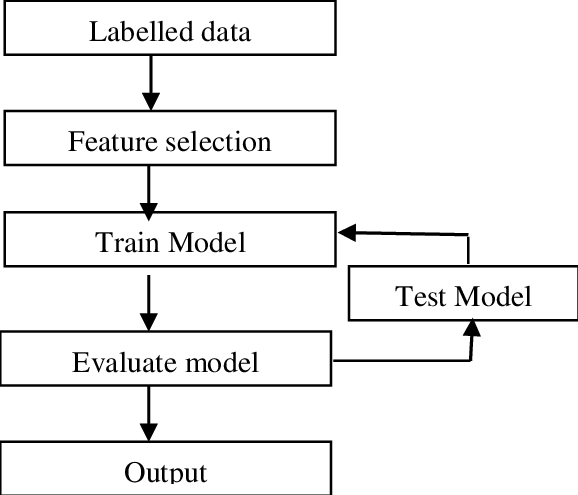 Labelled data
Feature selection
Train Model
Test Model
Evaluate model
Output